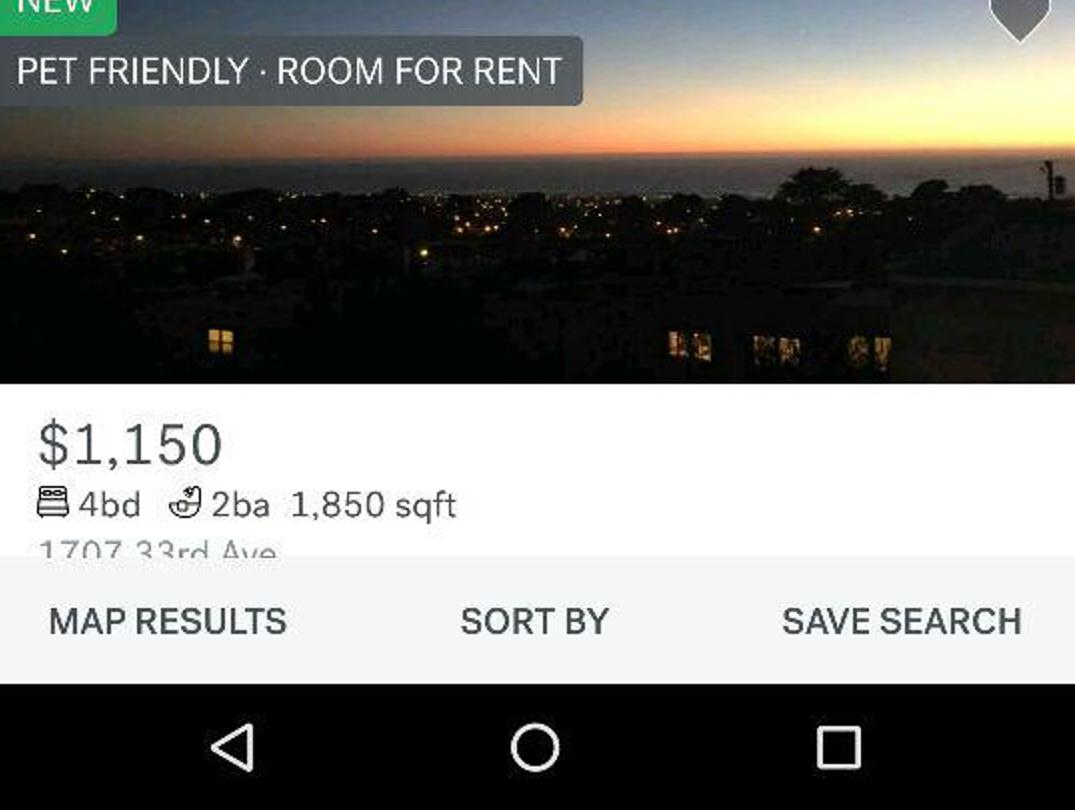 NEW
PET FRIENDLY · ROOM FOR RENT
$1,150
4bd 2ba 1,850 sqft
1707 33rd Ave
MAP RESULTS SORT BY SAVE SEARCH